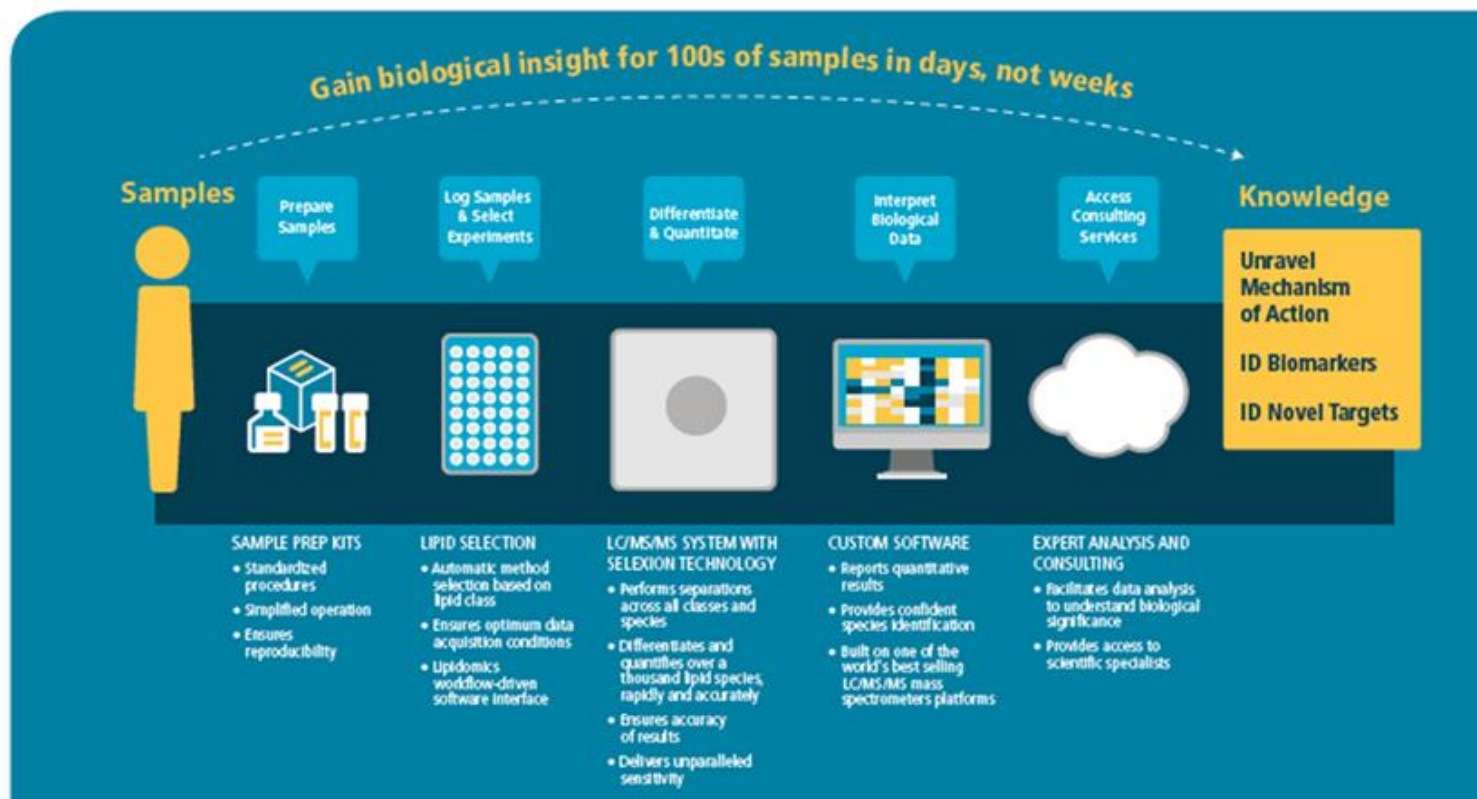 Gain biological insight for 100s of samples in days, not weeks
Samples
Prepare
Samples
Log Samples
& Select
Experiments
Differentiate
& Quantitate
Interpret
Biological
Data
Access
Consulting
Services
Knowledge
Unravel
Mechanism
of Action
ID Biomarkers
ID Novel Targets
SAMPLE PREP KITS
• Standardized
procedures
• Simplified operation
• Ensures
reproducibility
LIPID SELECTION
• Automatic method
selection based on
lipid class
• Ensures optimum data
acquisition conditions
• Lipidomics
workflow-driven
software interface
LC/MS/MS SYSTEM WITH
SELEXION TECHNOLOGY
• Performs separations
across all classes and
species
• Differentiates and
quantifies over a
thousand lipid species,
rapidly and accurately
• Ensures accuracy
of results
• Delivers unparalleled
sensitivity
CUSTOM SOFTWARE
• Reports quantitative
results
• Provides confident
species identification
• Built on one of the
world's best selling
LC/MS/MS mass
spectrometers platforms
EXPERT ANALYSIS AND
CONSULTING
• Facilitates data analysis
to understand biological
significance
• Provides access to
scientific specialists